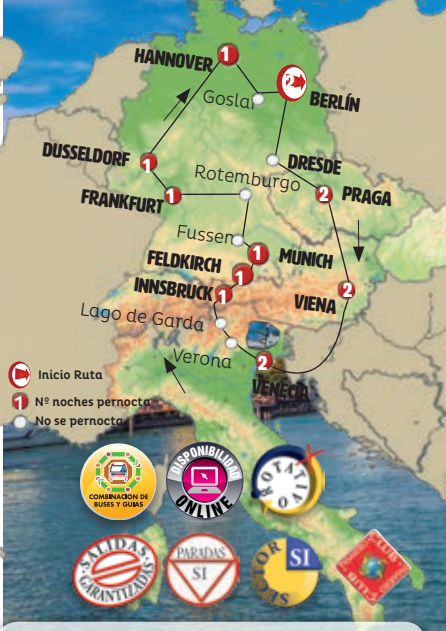 HANNOVER
1
Goslar
2
BERLÍN
DUSSELDORF
1
DRESDE
Rotemburgo
FRANKFURT
1
2
PRAGA
Fussen
1
MUNICH
FELDKIRCH
1
INNSBRUCK
1
VIENA
2
Lago de Garda
Verona
2
VENECIA
Inicio Ruta
1
Nº noches pernocta
No se pernocta
COMBINACION DE
BUSES Y GUIAS
DISPONIBILIDAD
ONLINE
ROTATIVO
SALIDAS
GARANTIZADAS
PARADAS
SI
SECTOR
SI
CLUB